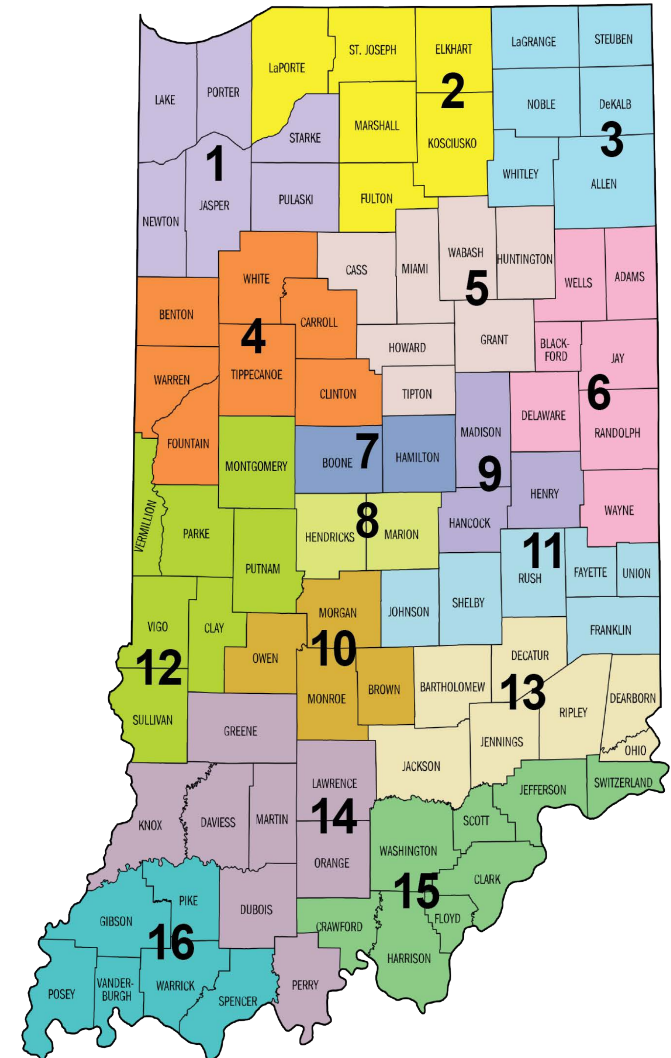 LaGRANGE
STEUBEN
ST. JOSEPH
ELKHART
LaPORTE
2
LAKE
PORTER
NOBLE
DeKALB
MARSHALL
STARKE
KOSCIUSKO
3
1
WHITLEY
ALLEN
JASPER
PULASKI
FULTON
NEWTON
WABASH
HUNTINGTON
CASS
MIAMI
WHITE
5
WELLS
ADAMS
BENTON
CARROLL
4
GRANT
HOWARD
BLACK-
FORD
JAY
WARREN
TIPPECANOE
CLINTON
TIPTON
6
DELAWARE
MADISON
RANDOLPH
FOUNTAIN
MONTGOMERY
BOONE
7
HAMILTON
9
HENRY
VERMILLION
PARKE
HENDRICKS
8
MARION
HANCOCK
WAYNE
PUTNAM
11
RUSH
FAYETTE
UNION
MORGAN
JOHNSON
SHELBY
VIGO
CLAY
FRANKLIN
10
OWEN
DECATUR
12
MONROE
BROWN
BARTHOLOMEW
13
RIPLEY
DEARBORN
SULLIVAN
GREENE
JENNINGS
OHIO
JACKSON
LAWRENCE
SWITZERLAND
JEFFERSON
KNOX
DAVIESS
MARTIN
14
SCOTT
WASHINGTON
ORANGE
CLARK
15
PIKE
DUBOIS
GIBSON
FLOYD
CRAWFORD
16
HARRISON
POSEY
VANDER-
BURGH
WARRICK
SPENCER
PERRY